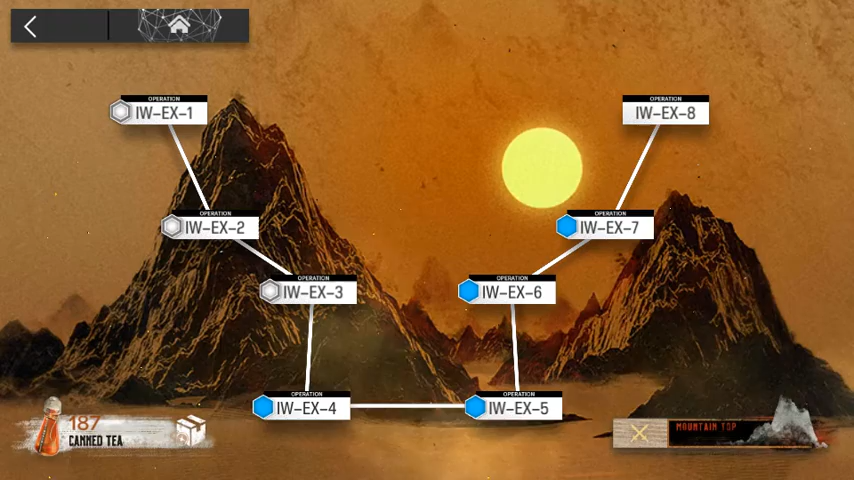 OPERATION
IW-EX-1
OPERATION
IW-EX-8
OPERATION
IW-EX-2
OPERATION
IW-EX-7
OPERATION
IW-EX-3
OPERATION
IW-EX-6
OPERATION
IW-EX-4
OPERATION
IW-EX-5
187
CANNED TEA
MOUNTAIN TOP